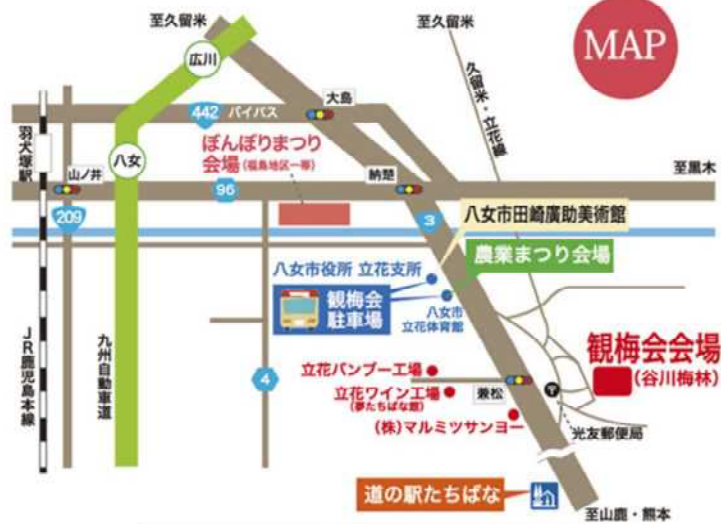 至久留米
至久留米
MAP
広川
久留米・立花線
大島
442 バイパス
羽犬塚駅
ぼんぼりまつり
会場(福島地区一帯)
八女
山ノ井
納楚
至黒木
96
209
3
八女市田崎廣助美術館
農業まつり会場
八女市役所 立花支所
観梅会
駐車場
八女市
立花体育館
JR鹿児島本線
九州自動車道
4
立花バンブー工場
立花ワイン工場
(夢たちばな館)
兼松
(株)マルミツサンヨー
観梅会会場
(谷川梅林)
光友郵便局
道の駅たちばな
至山鹿・熊本